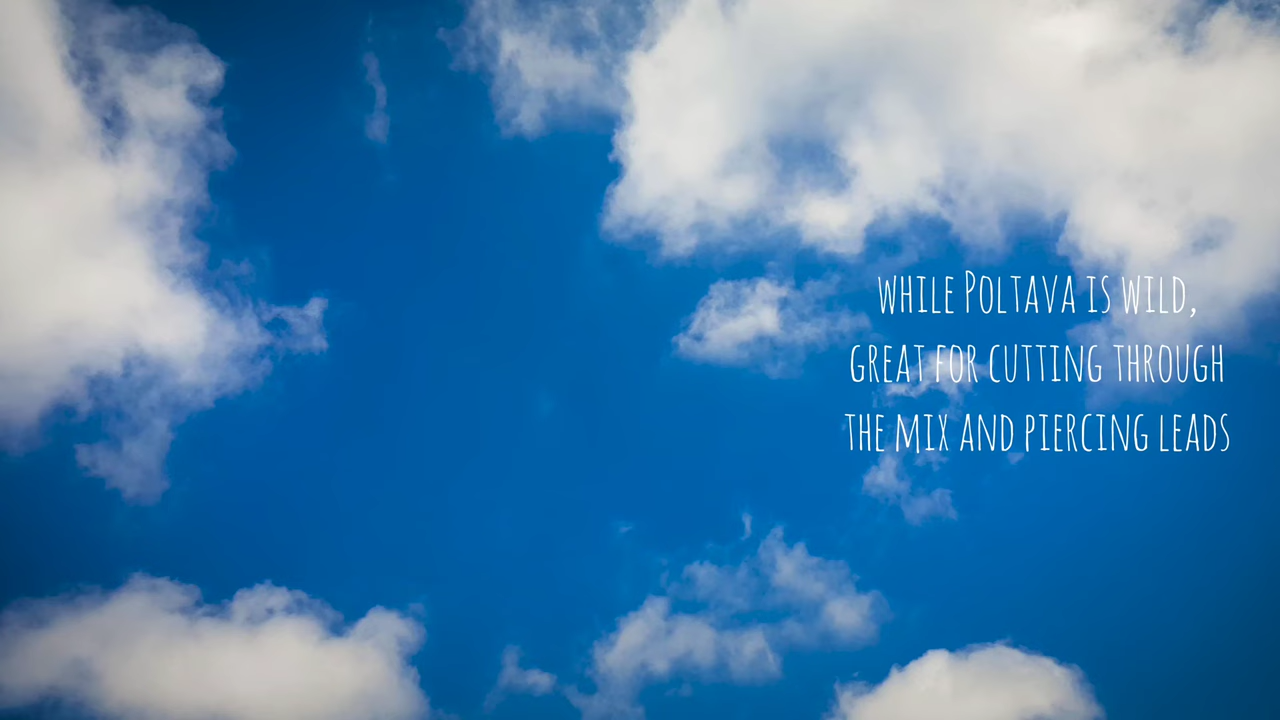 WHILE POLTAVA IS WILD,
GREAT FOR CUTTING THROUGH
THE MIX AND PIERCING LEADS